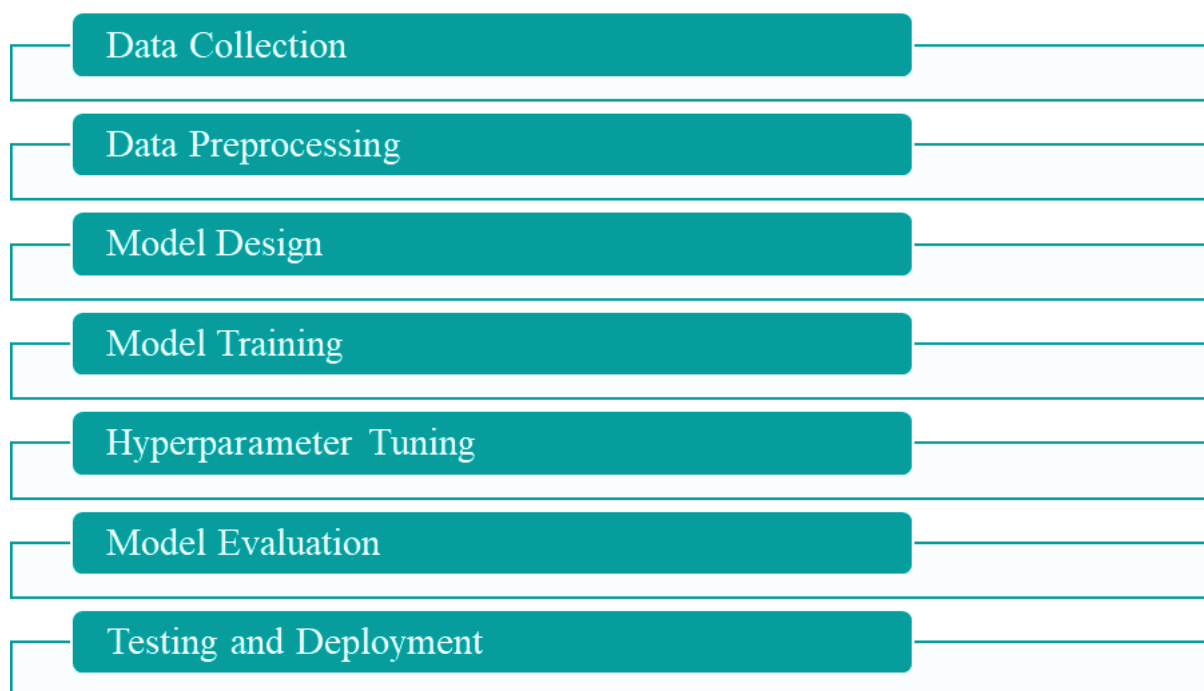 Data Collection
Data Preprocessing
Model Design
Model Training
Hyperparameter Tuning
Model Evaluation
Testing and Deployment